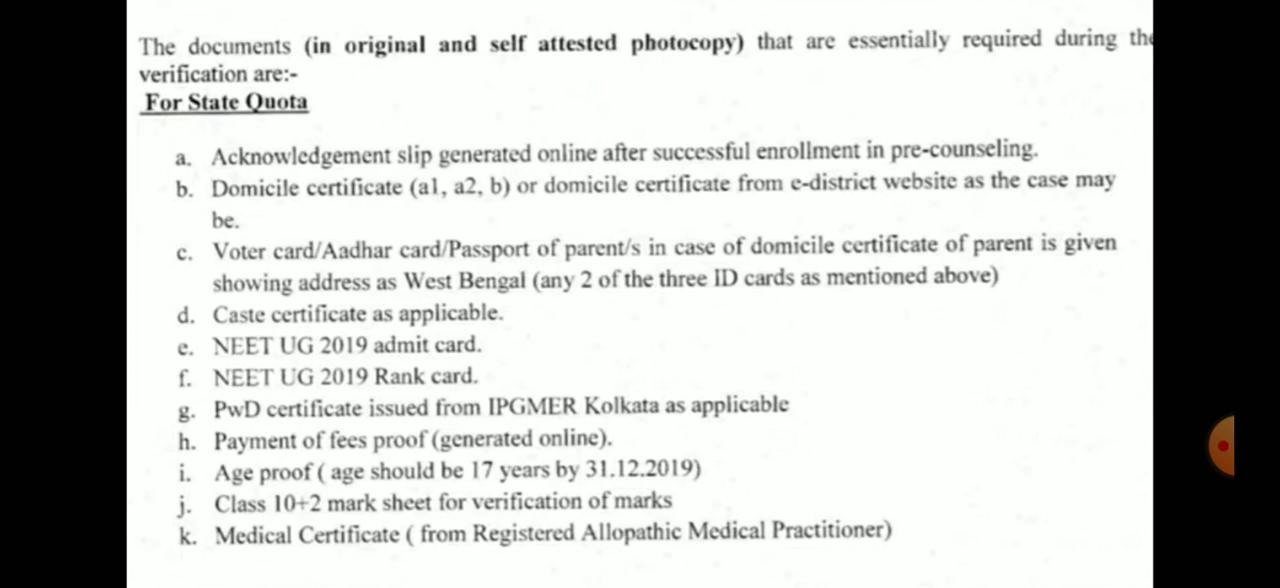 The documents (in original and self attested photocopy) that are essentially required during the
verification are:-
For State Quota
a. Acknowledgement slip generated online after successful enrollment in pre-counseling.
b. Domicile certificate (a1, a2, b) or domicile certificate from e-district website as the case may
be.
c. Voter card/Aadhar card/Passport of parent/s in case of domicile certificate of parent is given
showing address as West Bengal (any 2 of the three ID cards as mentioned above)
d. Caste certificate as applicable.
e. NEET UG 2019 admit card.
f. NEET UG 2019 Rank card.
g. PwD certificate issued from IPGMER Kolkata as applicable
h. Payment of fees proof (generated online).
i. Age proof ( age should be 17 years by 31.12.2019)
j. Class 10+2 mark sheet for verification of marks
k. Medical Certificate ( from Registered Allopathic Medical Practitioner)